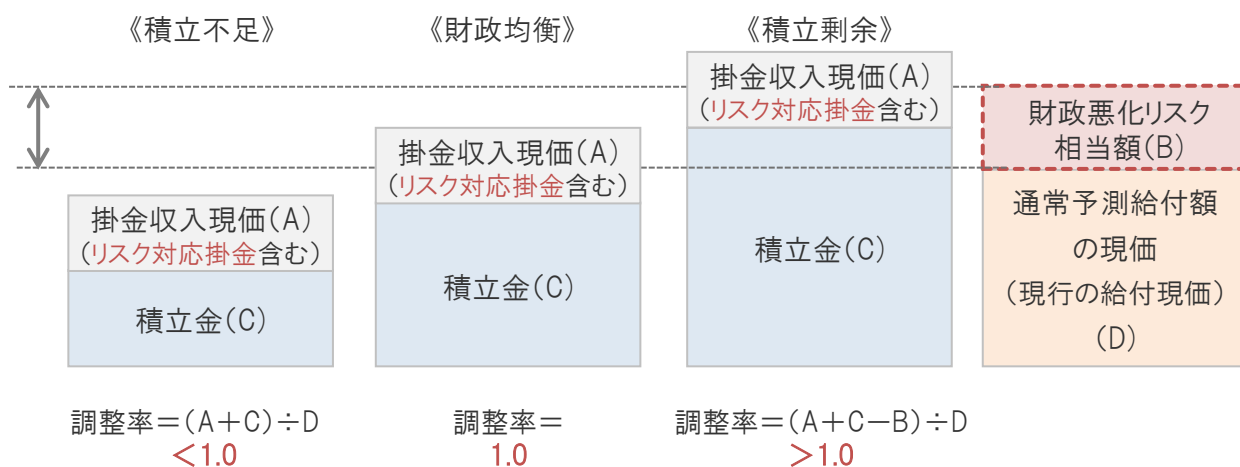 《積立不足》
《財政均衡》
《積立剰余》
掛金収入現価(A)
(リスク対応掛金含む)
積立金(C)
掛金収入現価(A)
(リスク対応掛金含む)
積立金(C)
掛金収入現価(A)
(リスク対応掛金含む)
積立金(C)
財政悪化リスク
相当額(B)
通常予測給付額
の現価
(現行の給付現価)
(D)
調整率=(A+C)÷D
<1.0
調整率=
1.0
調整率=(A+C-B)÷D
>1.0